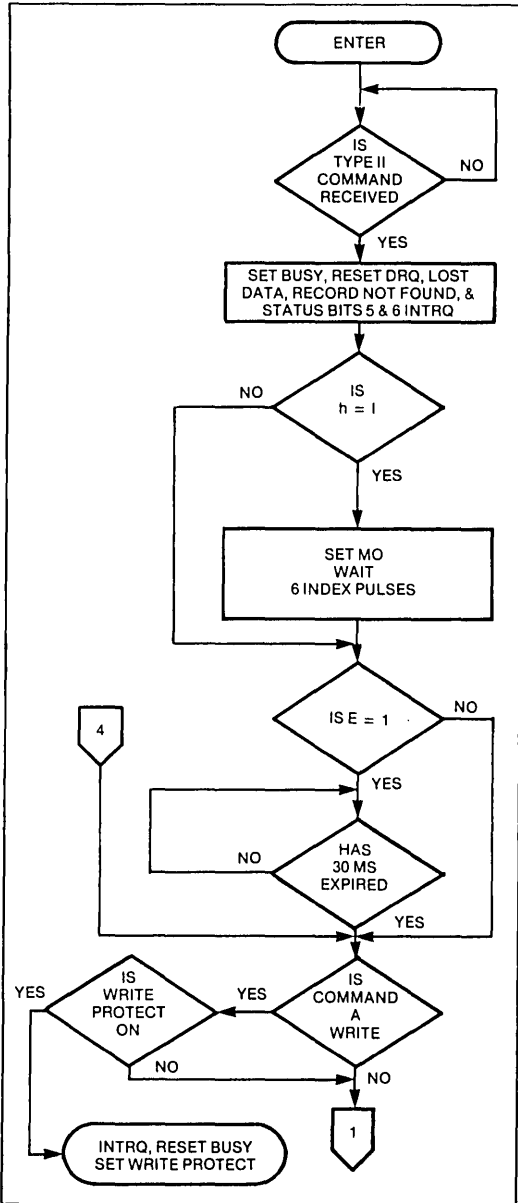 ENTER
IS
TYPE II
COMMAND
RECEIVED
NO
YES
SET BUSY, RESET DRQ, LOST
DATA, RECORD NOT FOUND, &
STATUS BITS 5 & 6 INTRQ
NO
IS
h = I
YES
SET MO
WAIT
6 INDEX PULSES
IS E = 1
NO
4
YES
HAS
30 MS
EXPIRED
NO
YES
YES
IS
WRITE
PROTECT
ON
YES
IS
COMMAND
A
WRITE
NO
NO
1
INTRQ, RESET BUSY
SET WRITE PROTECT